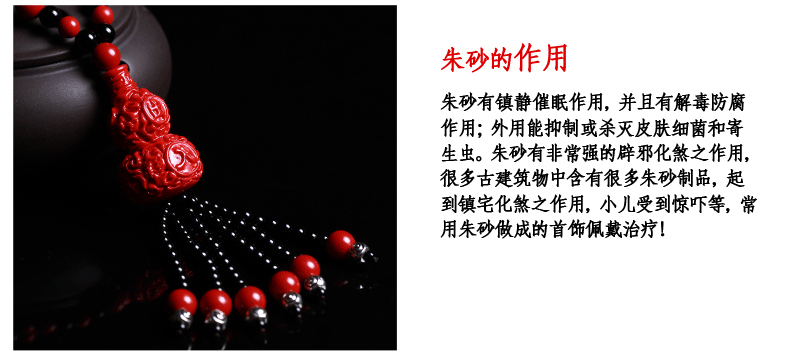 朱砂的作用
朱砂有镇静催眠作用，并且有解毒防腐
作用；外用能抑制或杀灭皮肤细菌和寄
生虫。朱砂有非常强的辟邪化煞之作用，
很多古建筑物中含有很多朱砂制品，起
到镇宅化煞之作用，小儿受到惊吓等，常
用朱砂做成的首饰佩戴治疗！